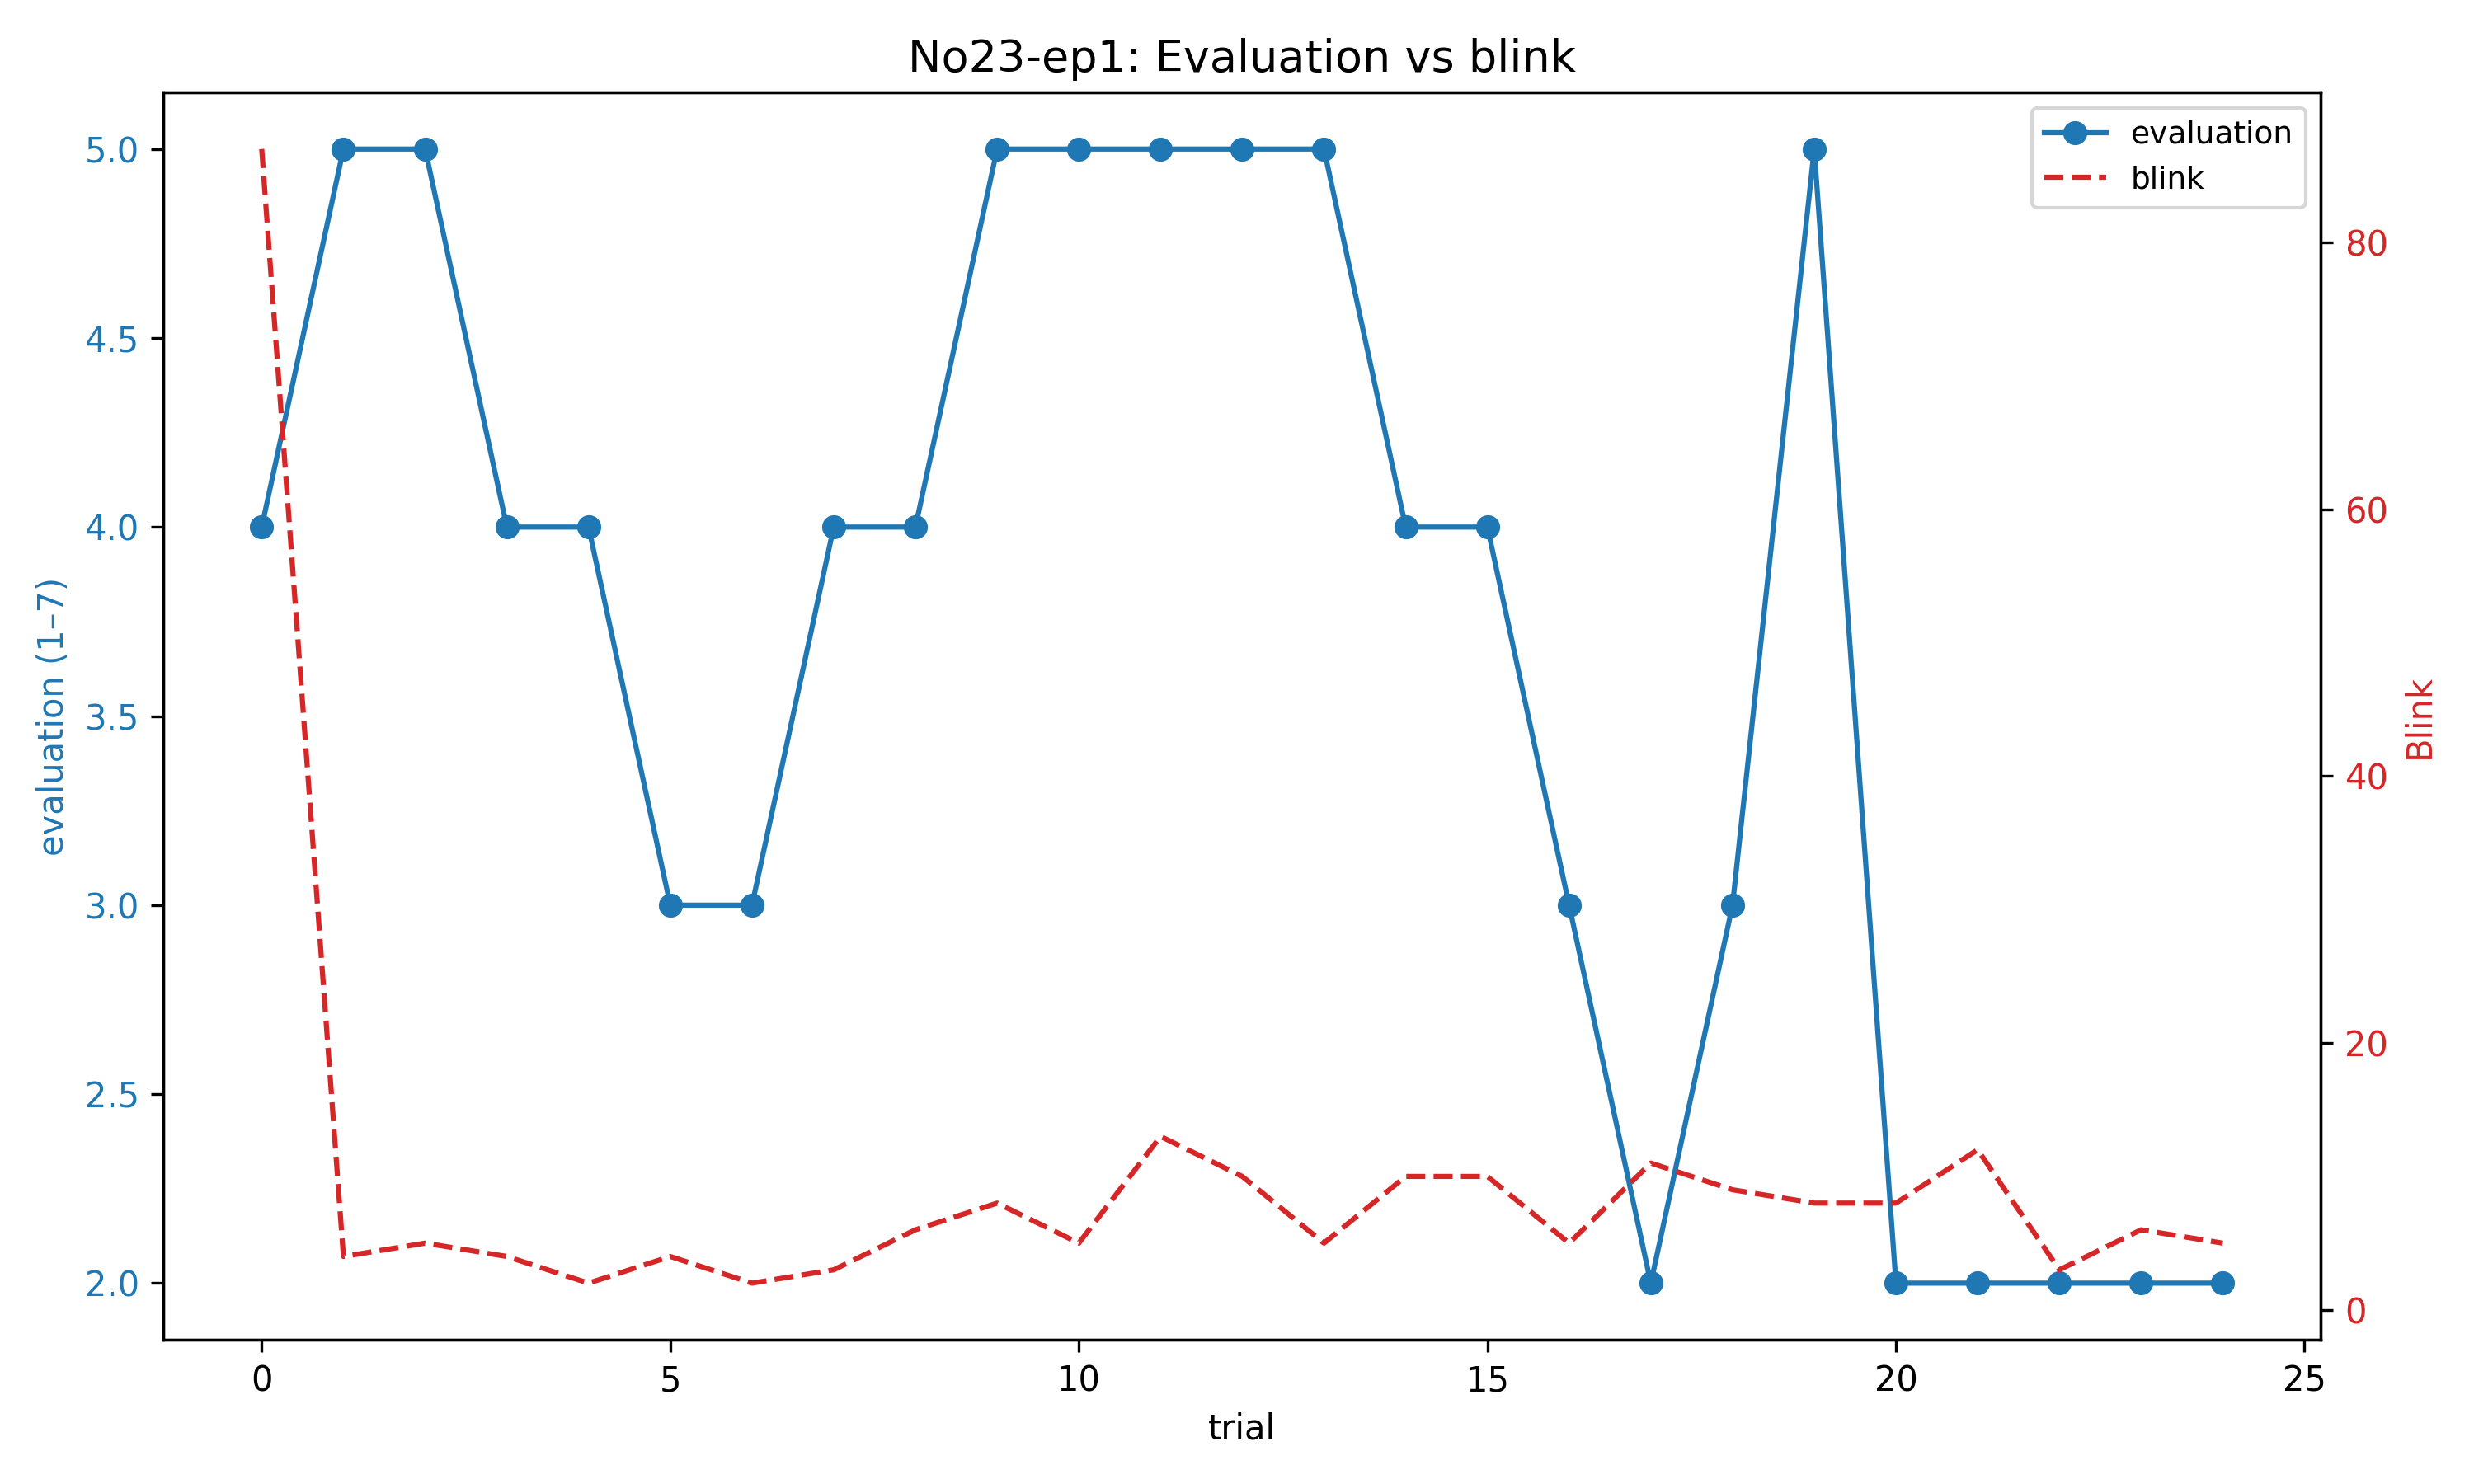 No23-ep1: Evaluation vs blink
evaluation
blink
5.0
4.5
4.0
3.5
3.0
2.5
2.0
evaluation (1–7)
80
60
40
20
0
Blink
0 5 10 15 20 25
trial